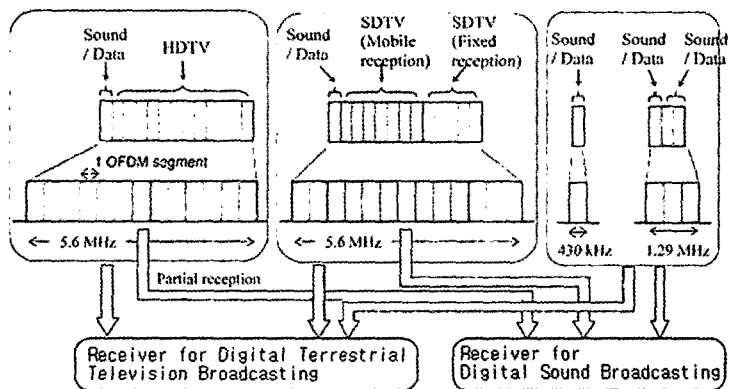 Sound
/ Data
HDTV
1 OFDM segment
5.6 MHz
Sound
/ Data
SDTV
(Mobile
reception)
SDTV
(Fixed
reception)
5.6 MHz
Sound
/ Data
Sound
/ Data
Sound
/ Data
430 kHz
1.29 MHz
Partial reception
Receiver for Digital Terrestrial
Television Broadcasting
Receiver for
Digital Sound Broadcasting